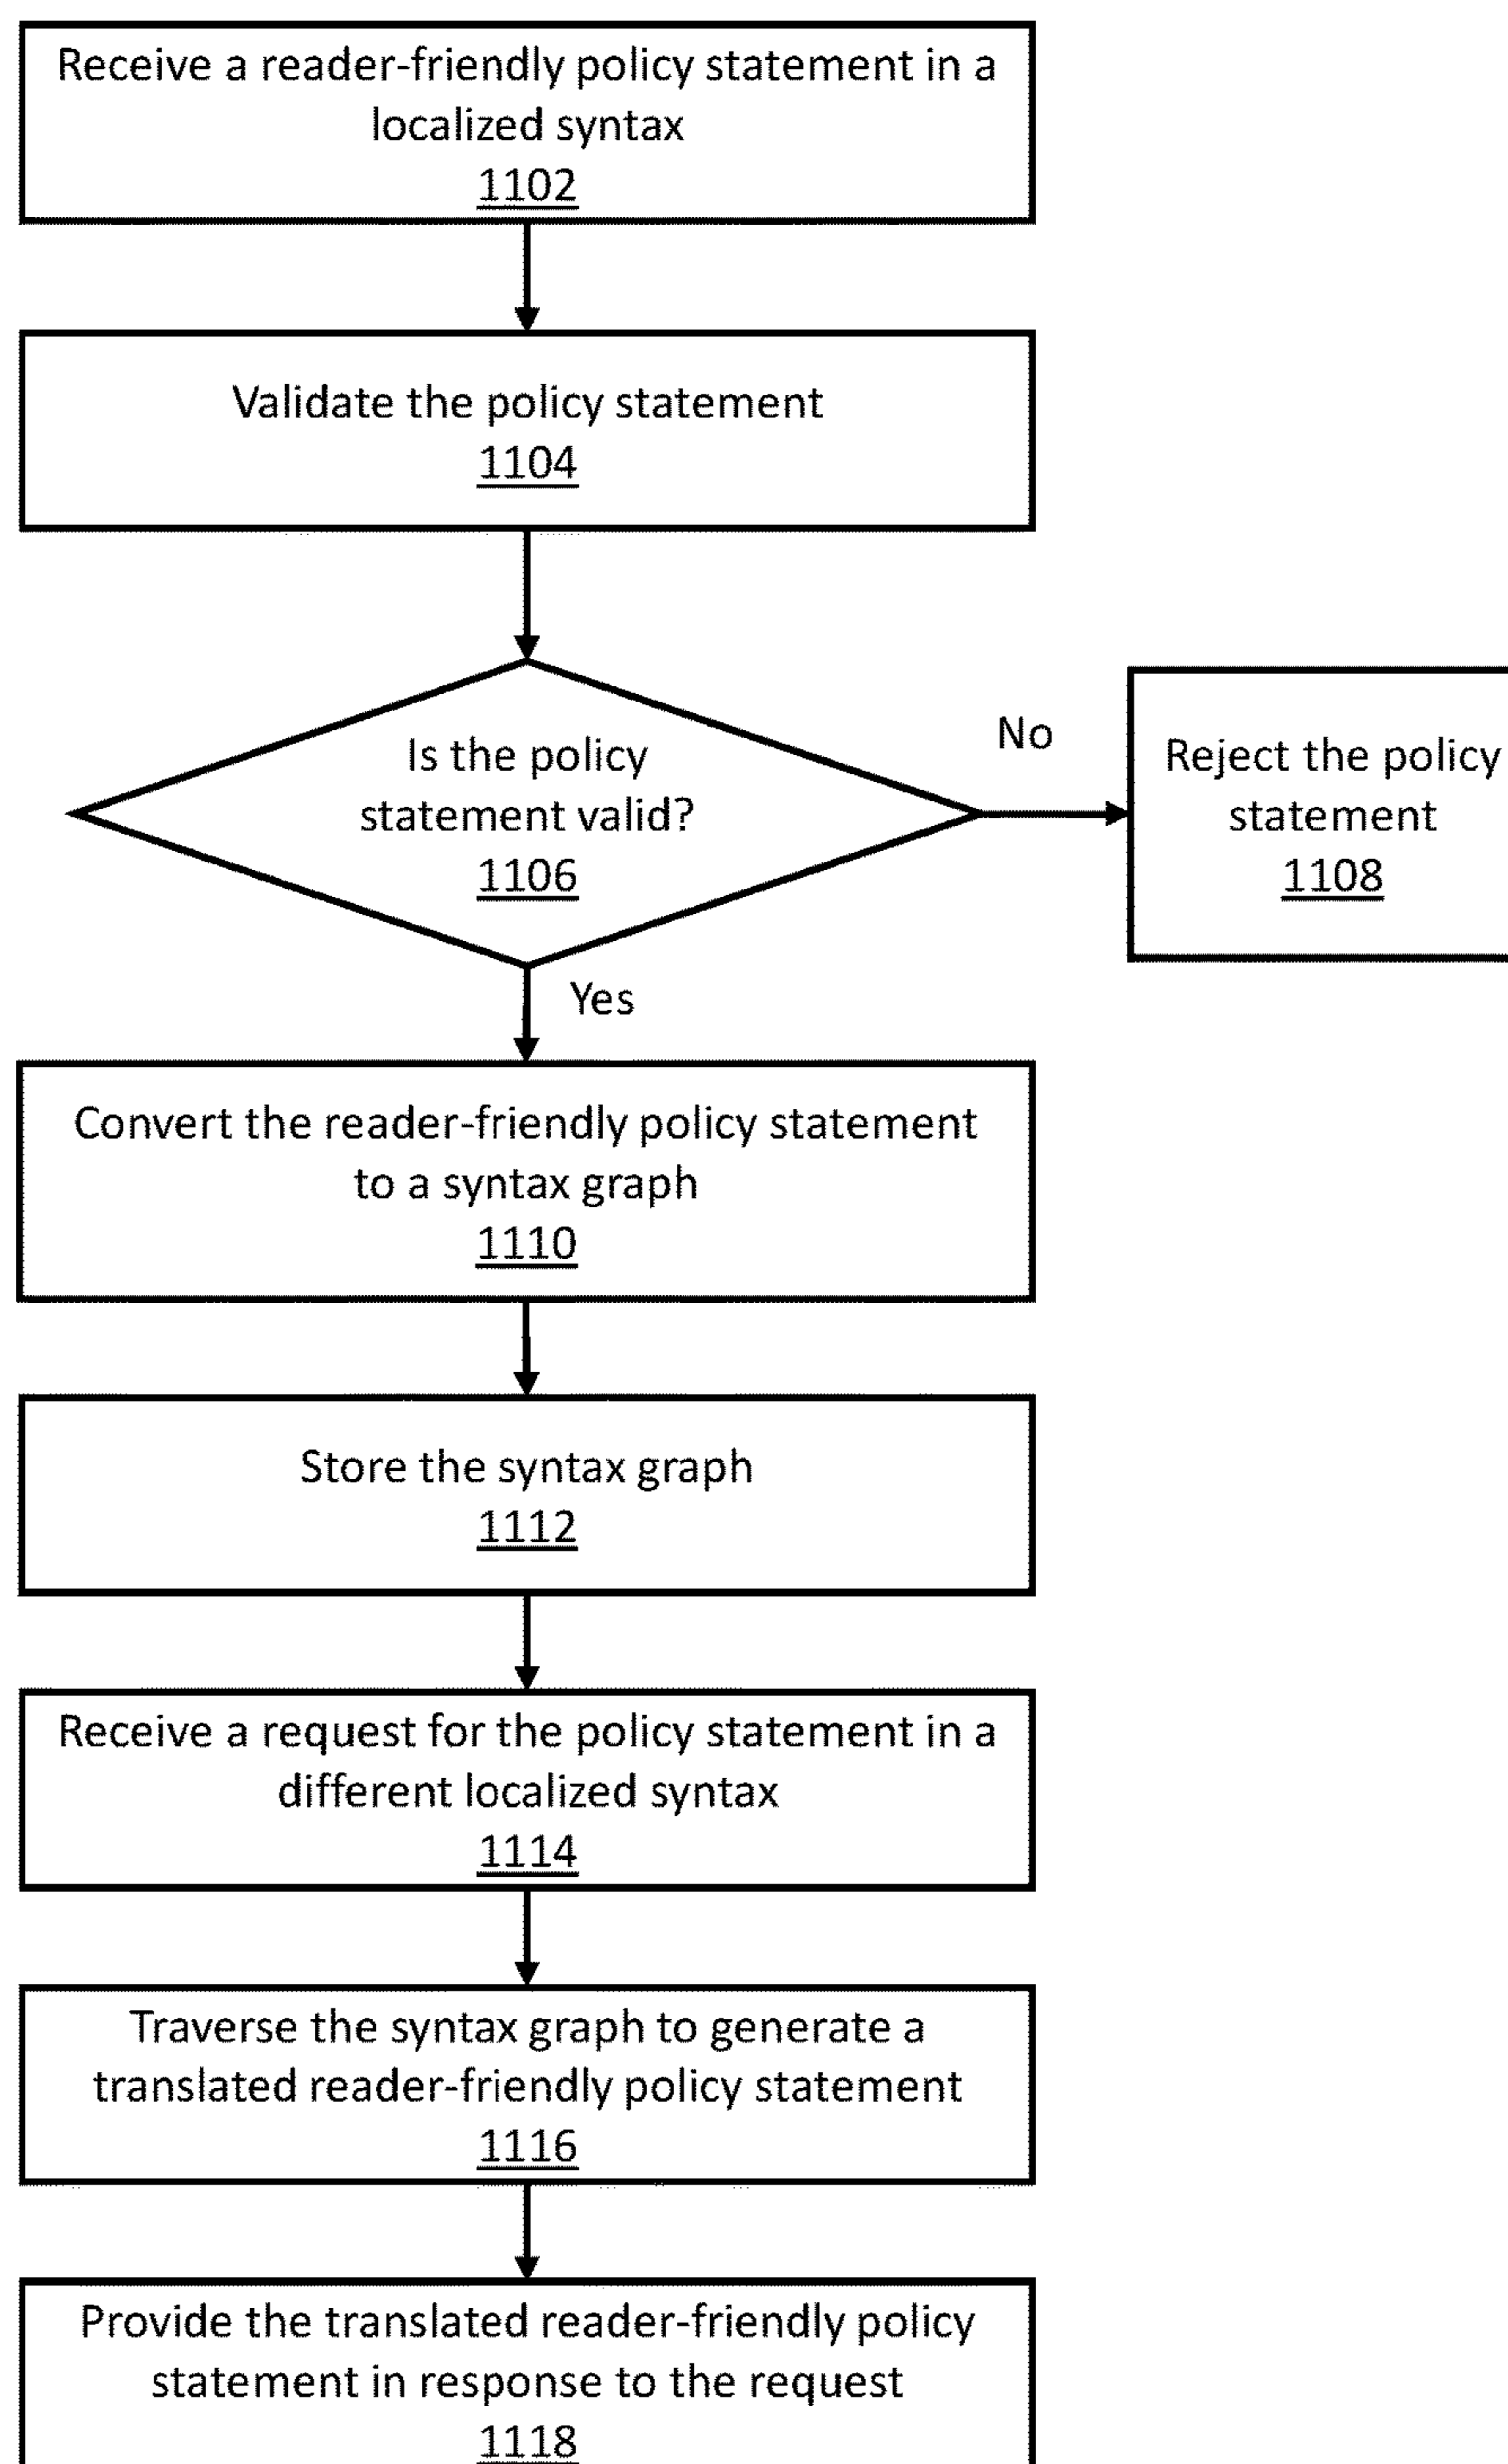 Receive a reader-friendly policy statement in a
localized syntax
1102
Validate the policy statement
1104
Is the policy
statement valid?
1106
No
Reject the policy
statement
1108
Yes
Convert the reader-friendly policy statement
to a syntax graph
1110
Store the syntax graph
1112
Receive a request for the policy statement in a
different localized syntax
1114
Traverse the syntax graph to generate a
translated reader-friendly policy statement
1116
Provide the translated reader-friendly policy
statement in response to the request
1118